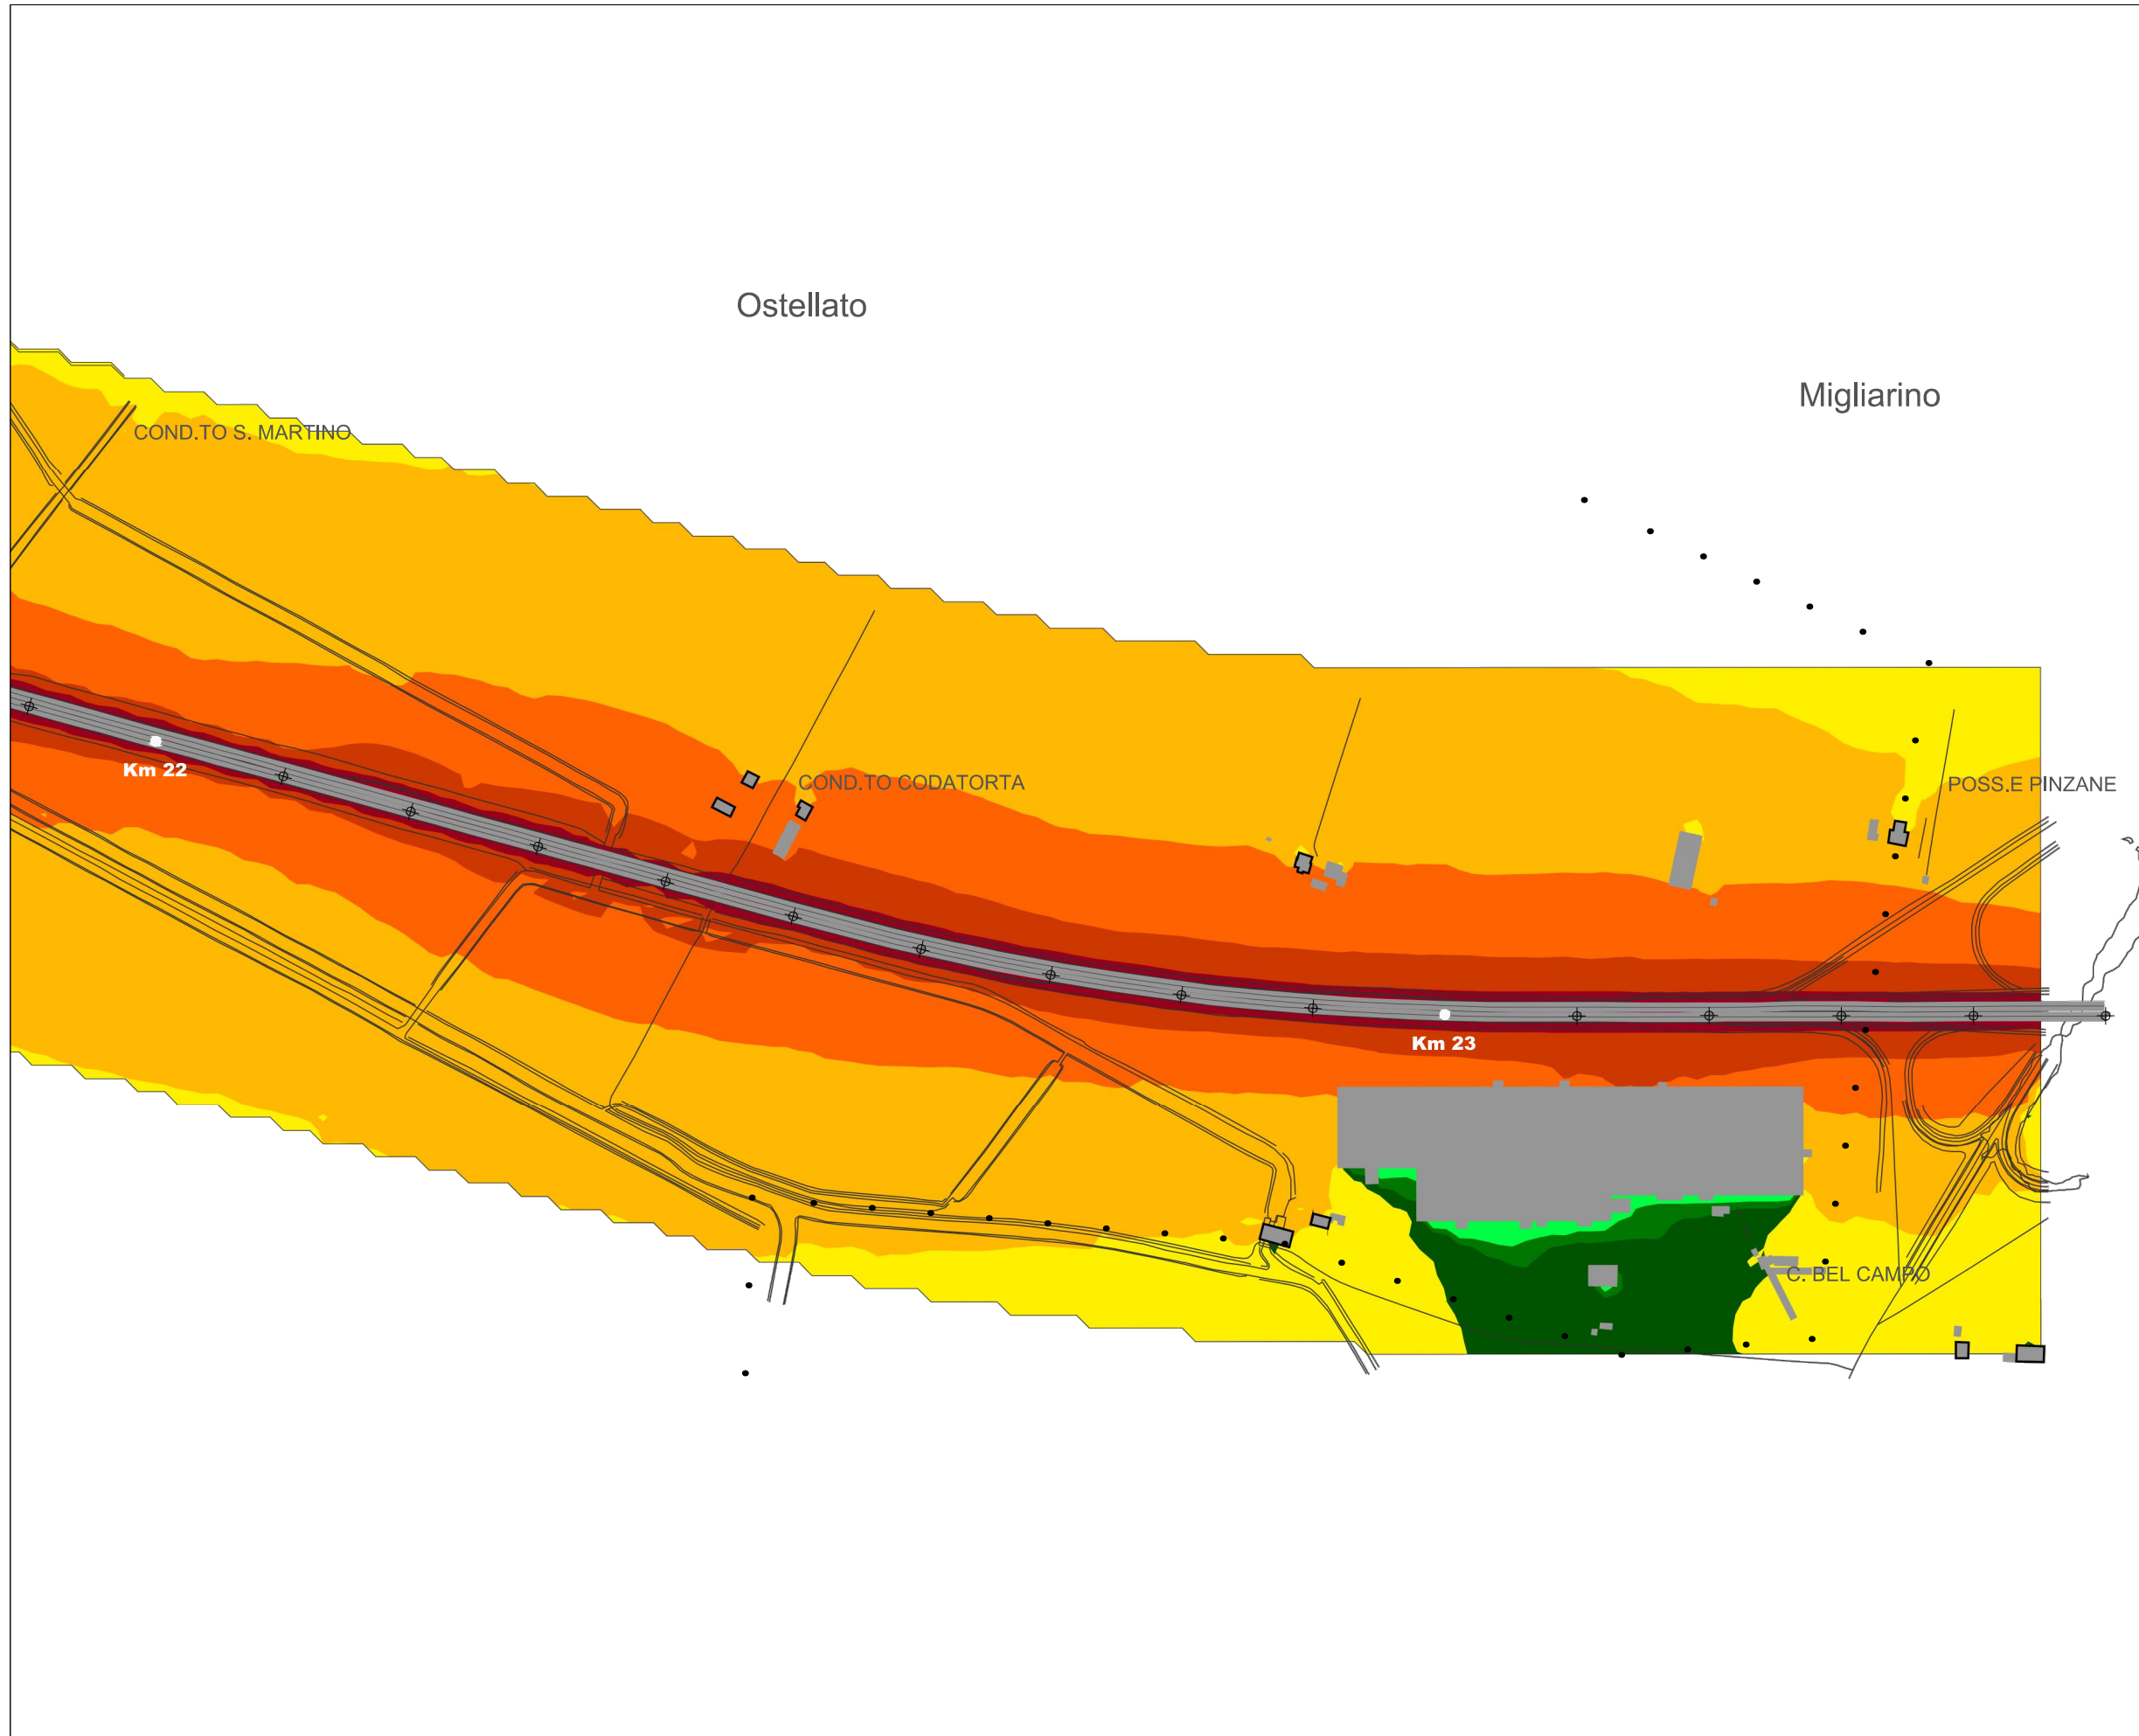 Ostellato
Migliarino
COND.TO S. MARTINO
Km 22
COND.TO CODATORTA
POSS.E PINZANE
Km 23
C. BEL CAMPO